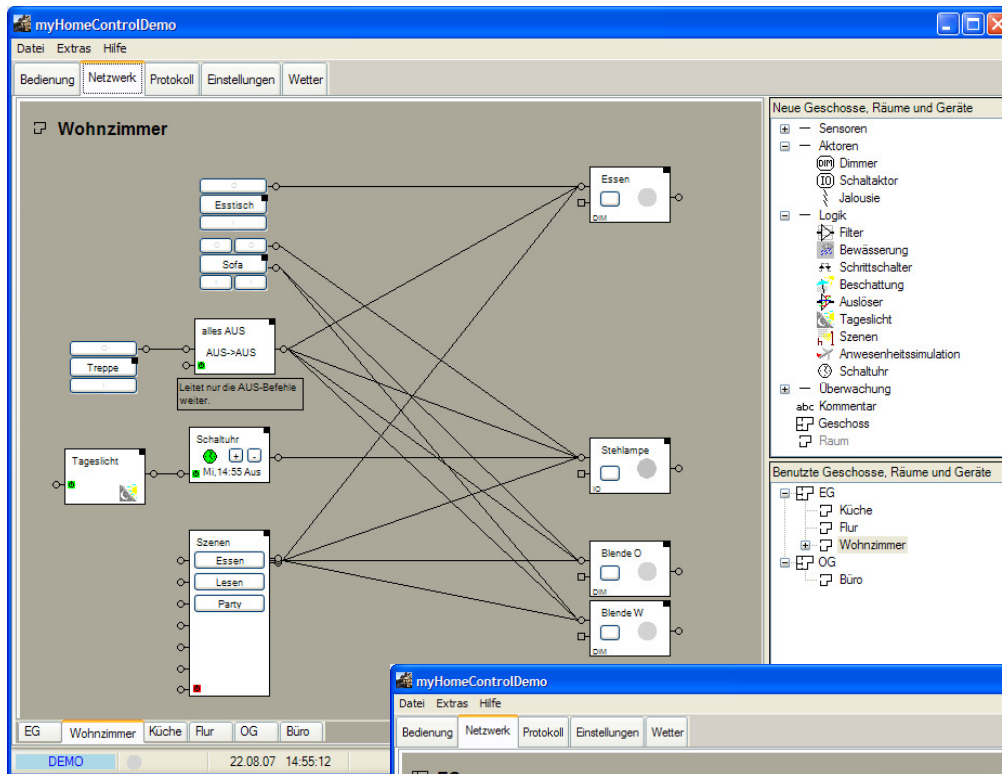 myHomeControlDemo
Datei Extras Hilfe
Bedienung Netzwerk Protokoll Einstellungen Wetter
Wohnzimmer
Esstisch
Sofa
alles AUS
AUS->AUS
Treppe
Leitet nur die AUS-Befehle
weiter.
Schaltuhr
+ -
Mi,14:55 Aus
Tageslicht
Szenen
Essen
Lesen
Party
Essen
DIM
Stehlampe
IO
Blende O
DIM
Blende W
DIM
Neue Geschosse, Räume und Geräte
Sensoren
Aktoren
DIM Dimmer
IO Schaltaktor
Jalousie
Logik
Filter
Bewässerung
Schrittschalter
Beschattung
Auslöser
Tageslicht
Szenen
Anwesenheitssimulation
Schaltuhr
Überwachung
abc Kommentar
Geschoss
Raum
Benutzte Geschosse, Räume und Geräte
EG
Küche
Flur
Wohnzimmer
OG
Büro
EG Wohnzimmer Küche Flur OG Büro
DEMO 22.08.07 14:55:12
myHomeControlDemo
Datei Extras Hilfe
Bedienung Netzwerk Protokoll Einstellungen Wetter
EG